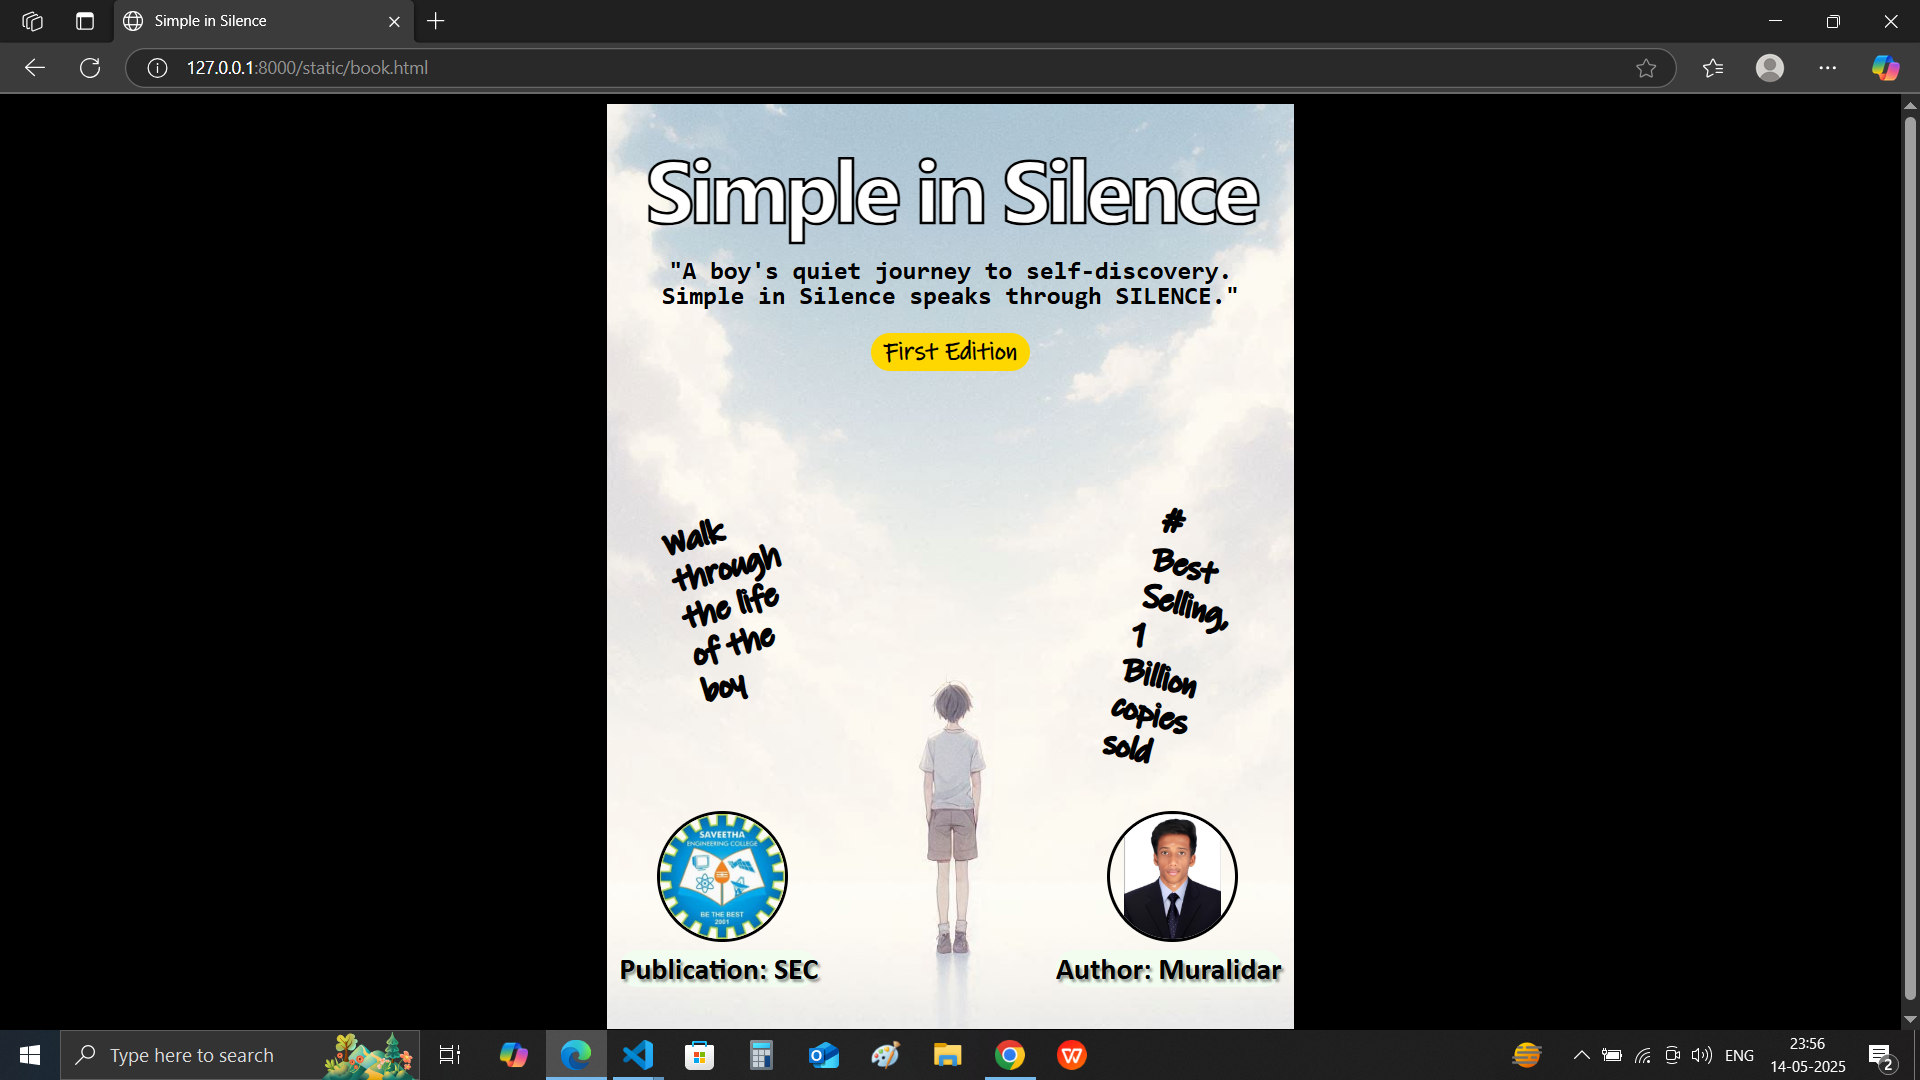 Simple in Silence
127.0.0.1:8000/static/book.html
Simple in Silence
"A boy's quiet journey to self-discovery.
Simple in Silence speaks through SILENCE."
First Edition
Walk
through
the life
of the
boy
#
Best
Selling,
1
Billion
copies
sold
SAVEETHA
ENGINEERING COLLEGE
BE THE BEST
2001
Publication: SEC
Author: Muralidar
Type here to search
ENG
23:56
14-05-2025
2